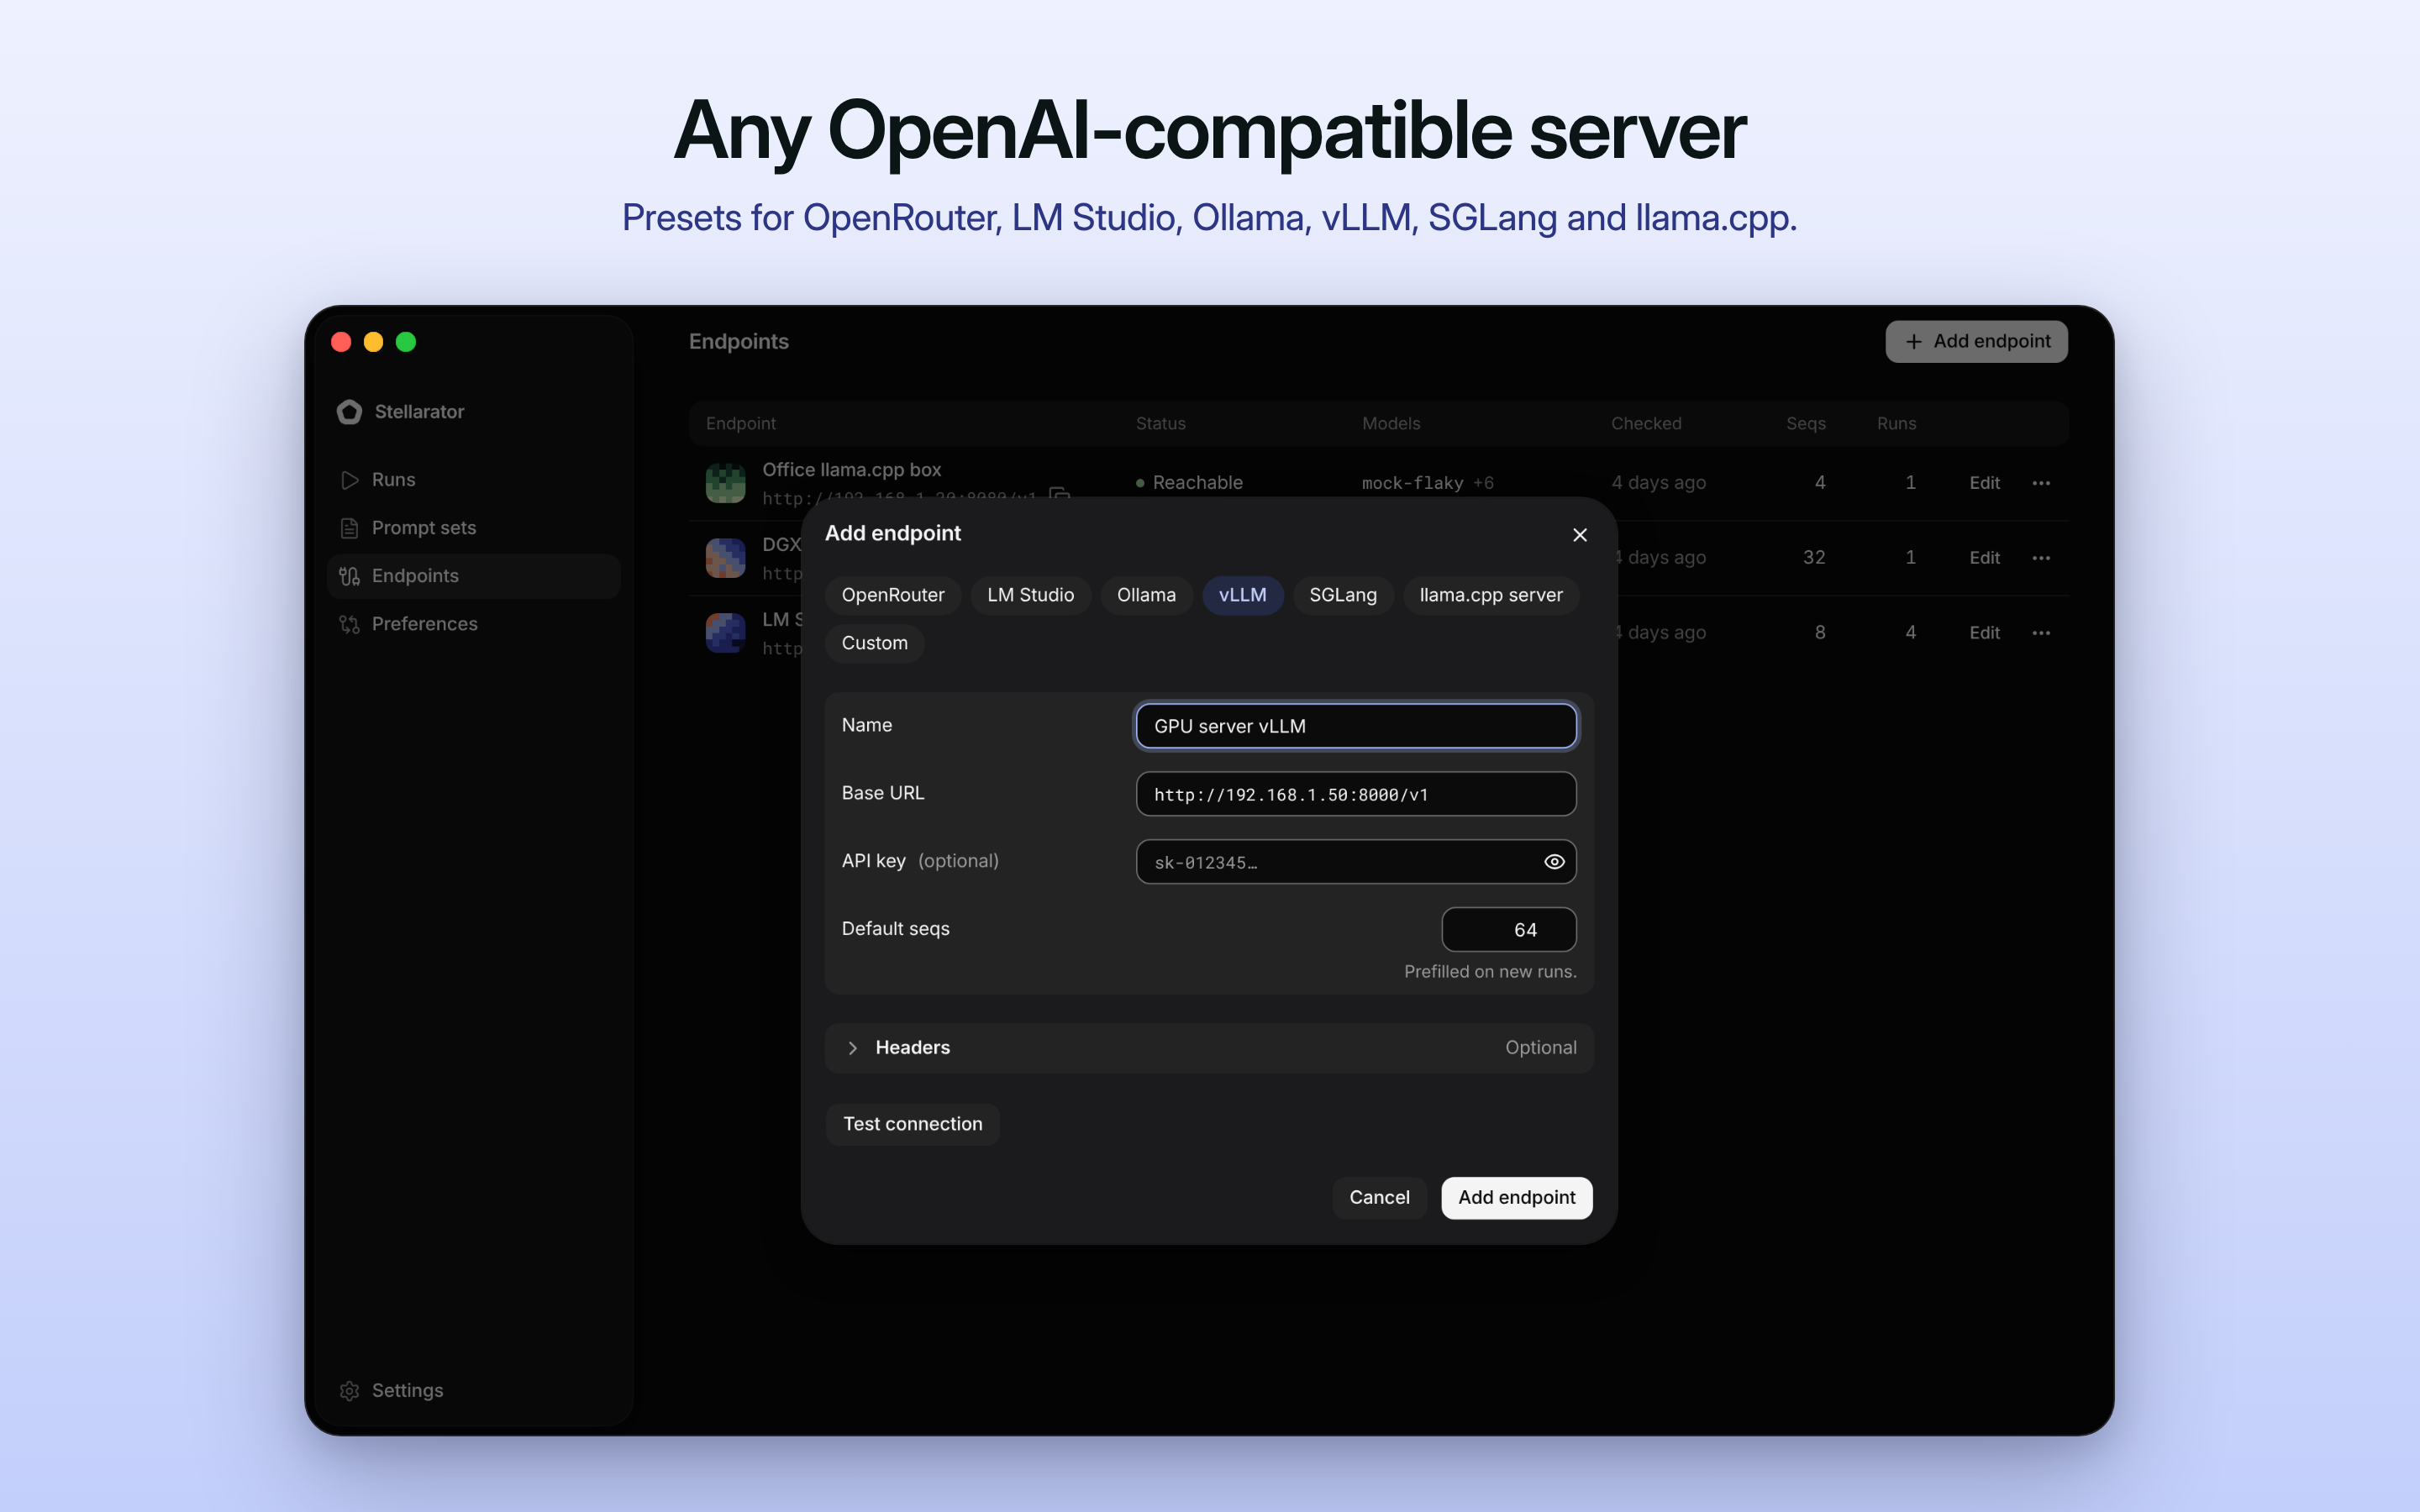 Any OpenAI-compatible server
Presets for OpenRouter, LM Studio, Ollama, vLLM, SGLang and llama.cpp.
Stellarator
Runs
Prompt sets
Endpoints
Preferences
Settings
Endpoints
Add endpoint
Endpoint Status Models Checked Seqs Runs
Office llama.cpp box
Reachable mock-flaky +6 4 days ago 4 1 Edit
DGX
http
days ago 32 1 Edit
LM S
http
days ago 8 4 Edit
Add endpoint
OpenRouter LM Studio Ollama vLLM SGLang llama.cpp server
Custom
Name GPU server vLLM
Base URL http://192.168.1.50:8000/v1
API key (optional) sk-012345…
Default seqs 64
Prefilled on new runs.
Headers Optional
Test connection
Cancel Add endpoint